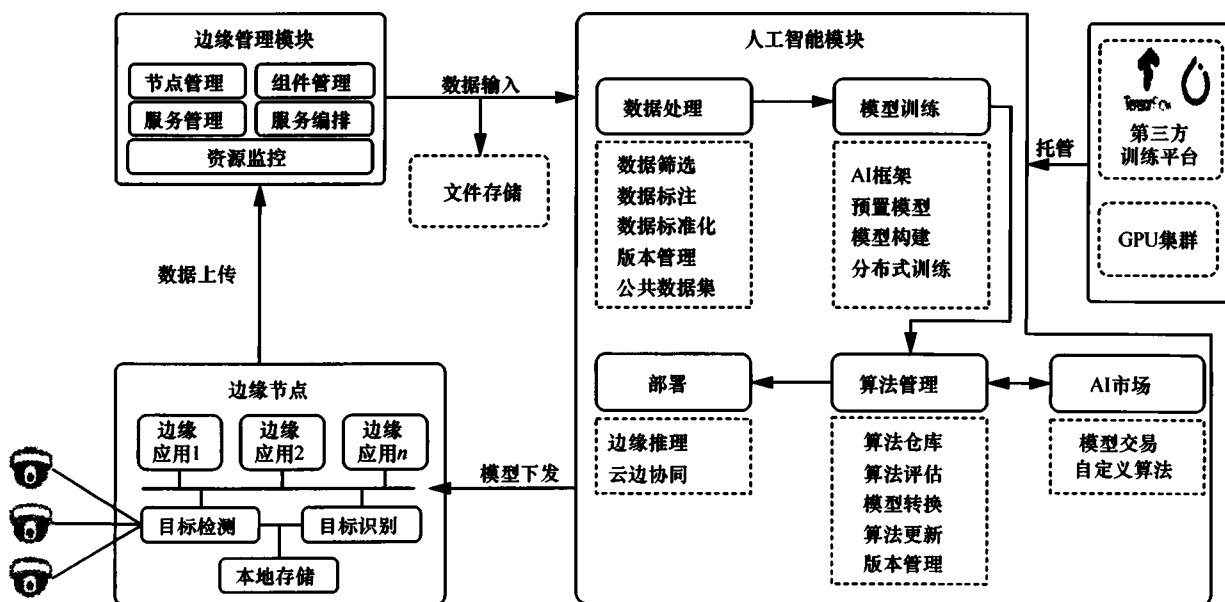 边缘管理模块
节点管理
组件管理
服务管理
服务编排
资源监控
数据输入
文件存储
数据上传
人工智能模块
数据处理
模型训练
数据筛选
数据标注
数据标准化
版本管理
公共数据集
AI框架
预置模型
模型构建
分布式训练
托管
第三方
训练平台
GPU集群
部署
算法管理
AI市场
边缘推理
云边协同
算法仓库
算法评估
模型转换
算法更新
版本管理
模型交易
自定义算法
模型下发
边缘节点
边缘
应用1
边缘
应用2
边缘
应用n
目标检测
目标识别
本地存储